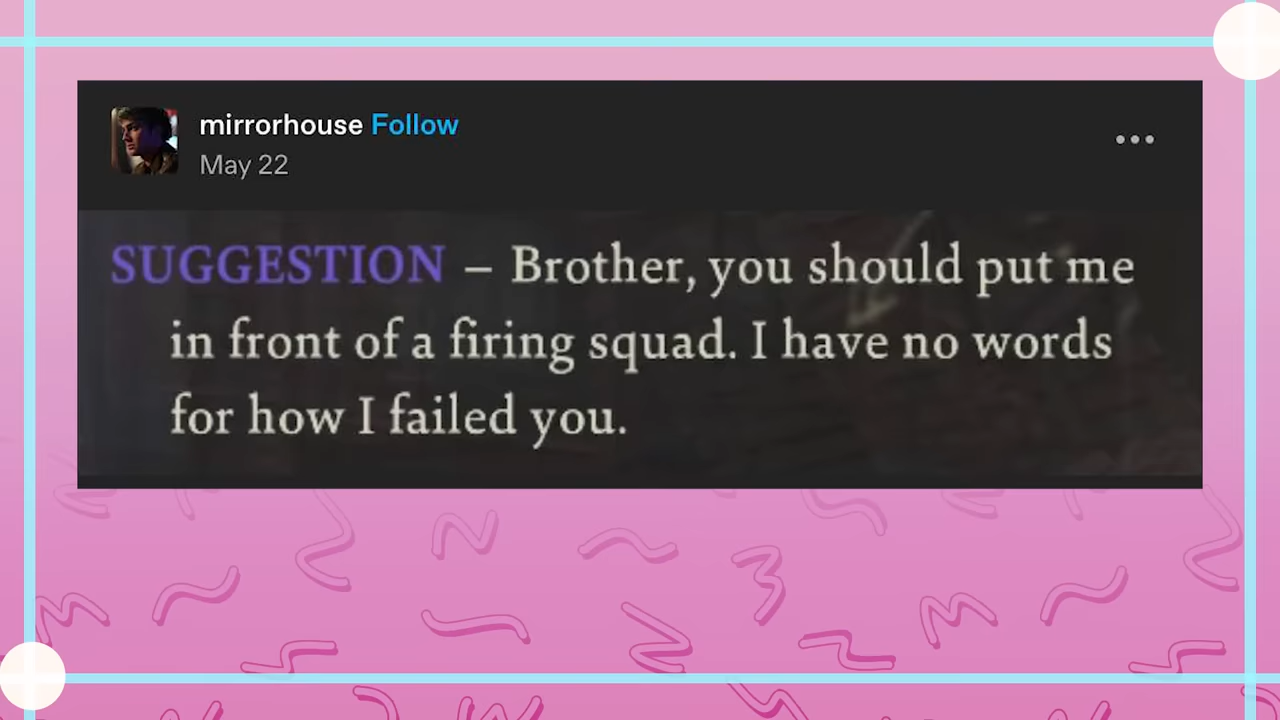 mirrorhouse Follow
May 22
SUGGESTION – Brother, you should put me
in front of a firing squad. I have no words
for how I failed you.